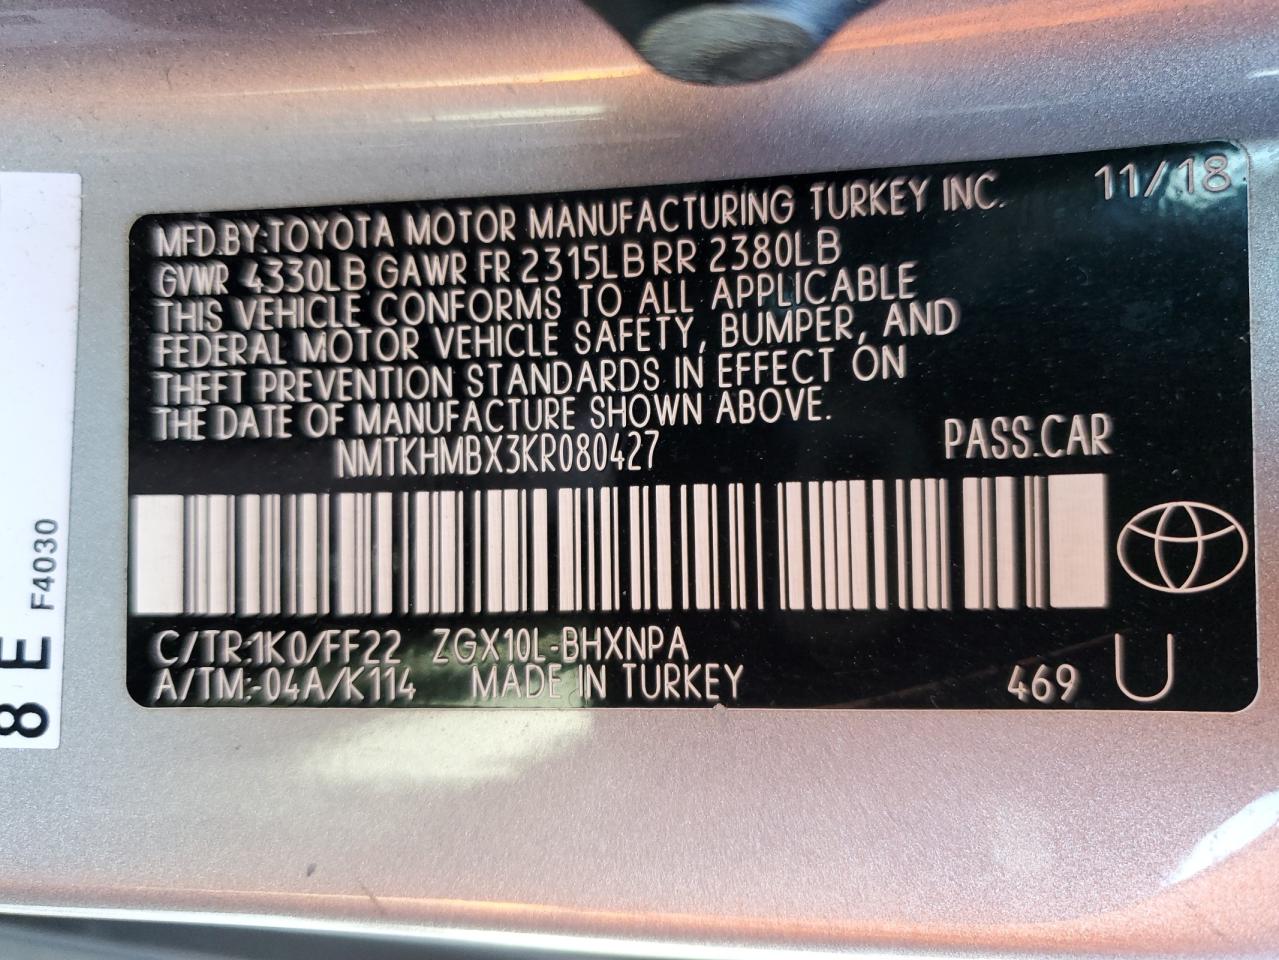 11/18
MFD.BY:TOYOTA MOTOR MANUFACTURING TURKEY INC.
GVWR 4330LB GAWR FR 2315LB RR 2380LB
THIS VEHICLE CONFORMS TO ALL APPLICABLE
FEDERAL MOTOR VEHICLE SAFETY, BUMPER, AND
THEFT PREVENTION STANDARDS IN EFFECT ON
THE DATE OF MANUFACTURE SHOWN ABOVE.
NMTKHMBX3KR080427 PASS.CAR
C/TR:1K0/FF22 ZGX10L-BHXNPA
A/TM:-04A/K114 MADE IN TURKEY 469 U
8 E F4030